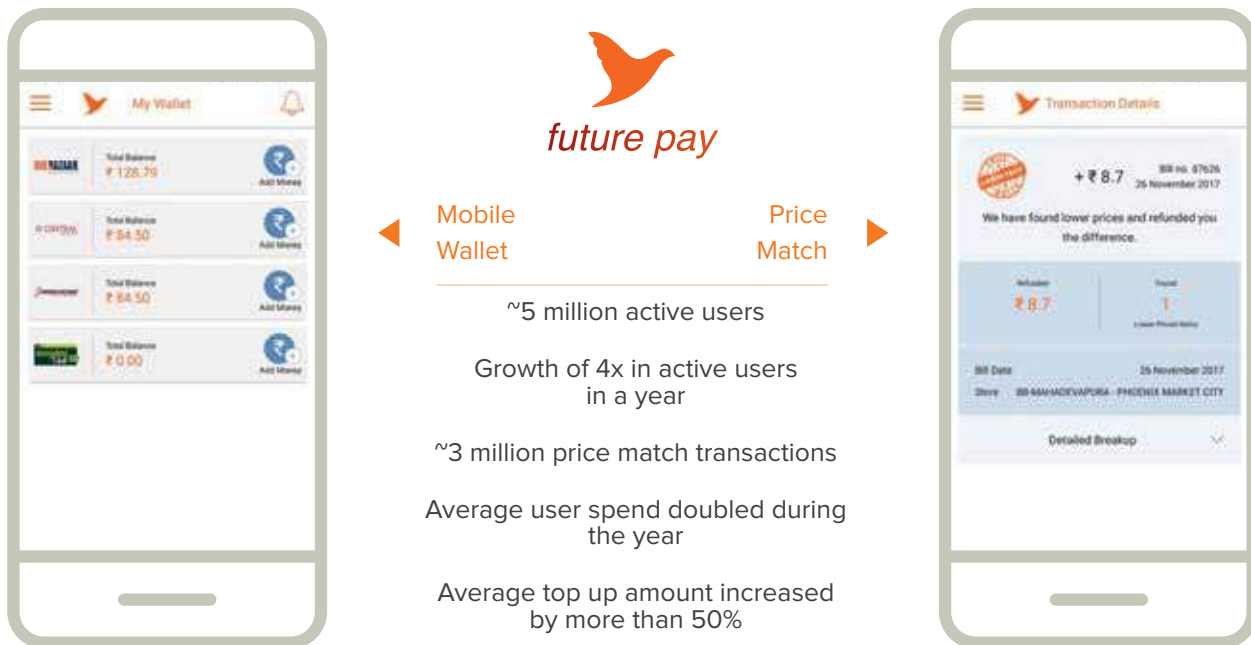 My Wallet
BIG BAZAAR
Total Balance
₹ 128.79
Add Money
CENTRAL
Total Balance
₹ 84.50
Add Money
Total Balance
₹ 84.50
Add Money
Total Balance
₹ 0.00
Add Money
future pay
Mobile
Wallet
Price
Match
~5 million active users
Growth of 4x in active users
in a year
~3 million price match transactions
Average user spend doubled during
the year
Average top up amount increased
by more than 50%
Transaction Details
+ ₹ 8.7
Bill no. 87626
26 November 2017
We have found lower prices and refunded you
the difference.
Refunded
₹ 8.7
Found
1
Lower Priced Items
Bill Date
26 November 2017
Store
BB-MAHADEVAPURA - PHOENIX MARKET CITY
Detailed Breakup